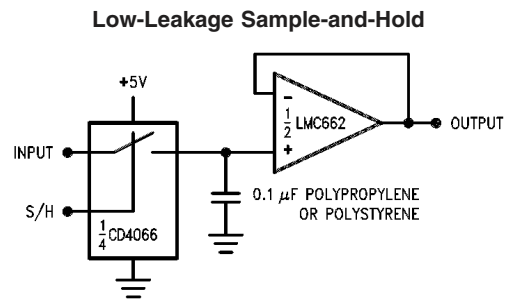 Low-Leakage Sample-and-Hold
+5V
INPUT
S/H
1/4 CD4066
-
+
1/2 LMC662
OUTPUT
0.1 μF POLYPROPYLENE
OR POLYSTYRENE